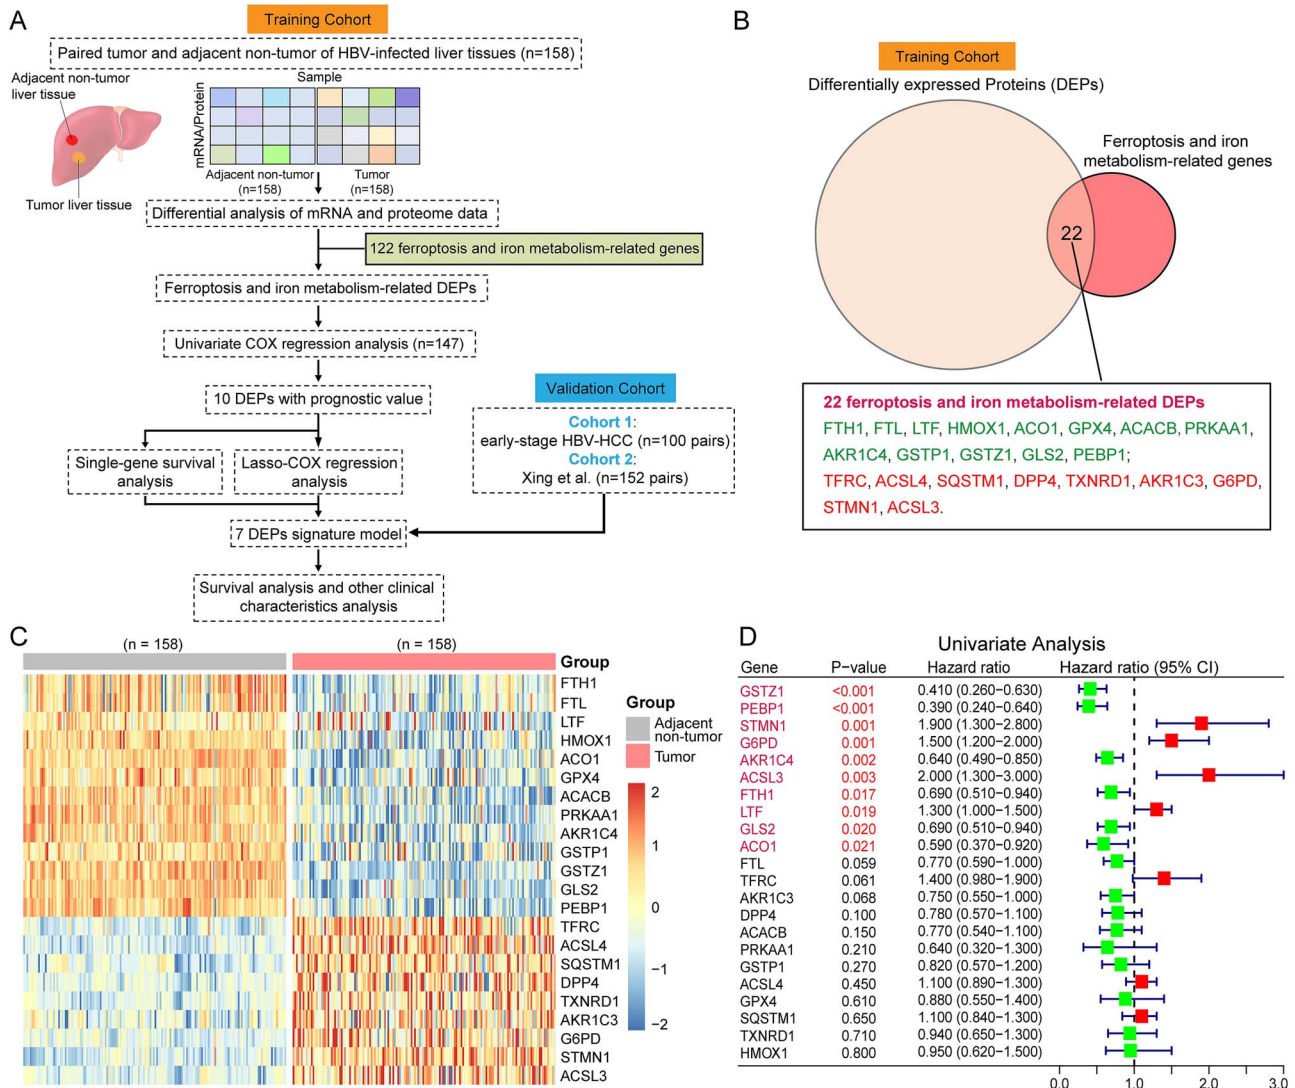 A
Training Cohort
Paired tumor and adjacent non-tumor of HBV-infected liver tissues (n=158)
Adjacent non-tumor
liver tissue
Tumor liver tissue
Sample
mRNA/Protein
Adjacent non-tumor
(n=158)
Tumor
(n=158)
Differential analysis of mRNA and proteome data
122 ferroptosis and iron metabolism-related genes
Ferroptosis and iron metabolism-related DEPs
Univariate COX regression analysis (n=147)
10 DEPs with prognostic value
Single-gene survival
analysis
Lasso-COX regression
analysis
Validation Cohort
Cohort 1:
early-stage HBV-HCC (n=100 pairs)
Cohort 2:
Xing et al. (n=152 pairs)
7 DEPs signature model
Survival analysis and other clinical
characteristics analysis
B
Training Cohort
Differentially expressed Proteins (DEPs)
Ferroptosis and iron
metabolism-related genes
22
22 ferroptosis and iron metabolism-related DEPs
FTH1, FTL, LTF, HMOX1, ACO1, GPX4, ACACB, PRKAA1,
AKR1C4, GSTP1, GSTZ1, GLS2, PEBP1;
TFRC, ACSL4, SQSTM1, DPP4, TXNRD1, AKR1C3, G6PD,
STMN1, ACSL3.
C
(n = 158)
(n = 158)
Group
FTH1
FTL
LTF
HMOX1
ACO1
GPX4
ACACB
PRKAA1
AKR1C4
GSTP1
GSTZ1
GLS2
PEBP1
TFRC
ACSL4
SQSTM1
DPP4
TXNRD1
AKR1C3
G6PD
STMN1
ACSL3
Group
Adjacent
non-tumor
Tumor
2
1
0
−1
−2
D
Univariate Analysis
Gene P−value Hazard ratio Hazard ratio (95% CI)
GSTZ1 <0.001 0.410 (0.260−0.630)
PEBP1 <0.001 0.390 (0.240−0.640)
STMN1 0.001 1.900 (1.300−2.800)
G6PD 0.001 1.500 (1.200−2.000)
AKR1C4 0.002 0.640 (0.490−0.850)
ACSL3 0.003 2.000 (1.300−3.000)
FTH1 0.017 0.690 (0.510−0.940)
LTF 0.019 1.300 (1.000−1.500)
GLS2 0.020 0.690 (0.510−0.940)
ACO1 0.021 0.590 (0.370−0.920)
FTL 0.059 0.770 (0.590−1.000)
TFRC 0.061 1.400 (0.980−1.900)
AKR1C3 0.068 0.750 (0.550−1.000)
DPP4 0.100 0.780 (0.570−1.100)
ACACB 0.150 0.770 (0.540−1.100)
PRKAA1 0.210 0.640 (0.320−1.300)
GSTP1 0.270 0.820 (0.570−1.200)
ACSL4 0.450 1.100 (0.890−1.300)
GPX4 0.610 0.880 (0.550−1.400)
SQSTM1 0.650 1.100 (0.840−1.300)
TXNRD1 0.710 0.940 (0.650−1.300)
HMOX1 0.800 0.950 (0.620−1.500)
0.0 1.0 2.0 3.0